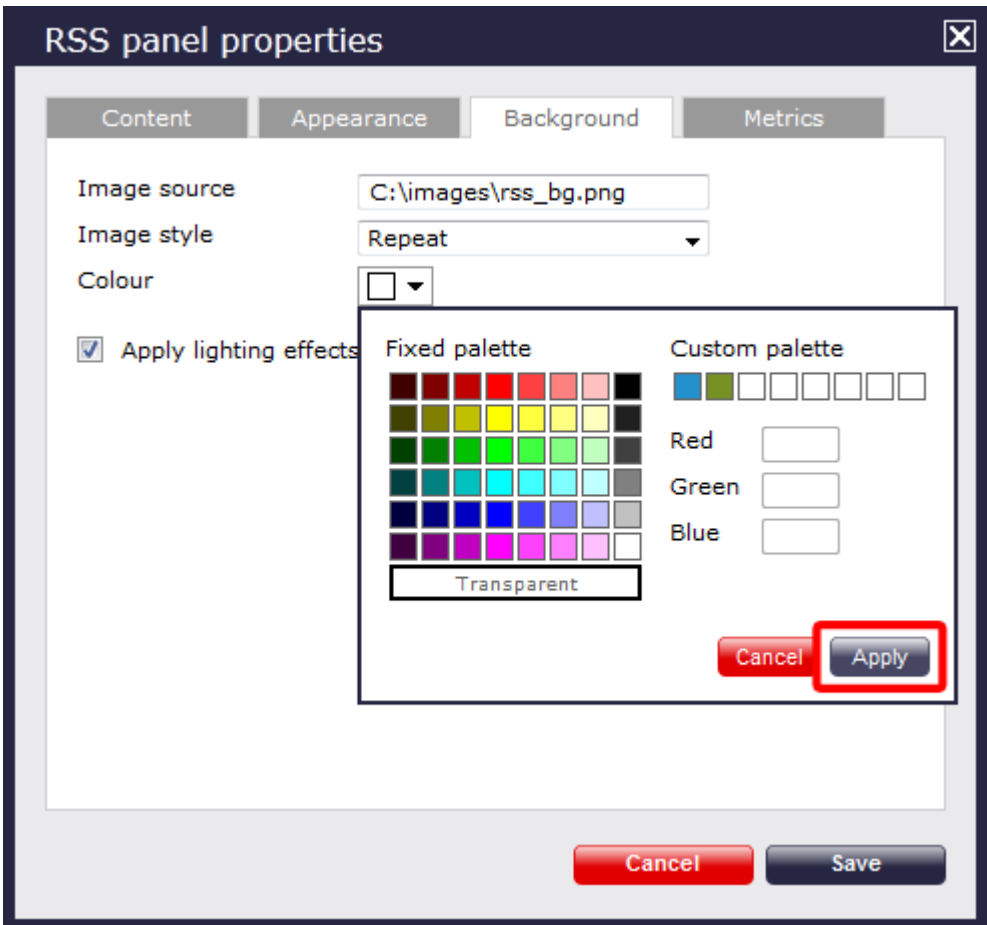 RSS panel properties
Content Appearance Background Metrics
Image source C:\images\rss_bg.png
Image style Repeat
Colour
Apply lighting effects
Fixed palette
Transparent
Custom palette
Red
Green
Blue
Cancel Apply
Cancel Save